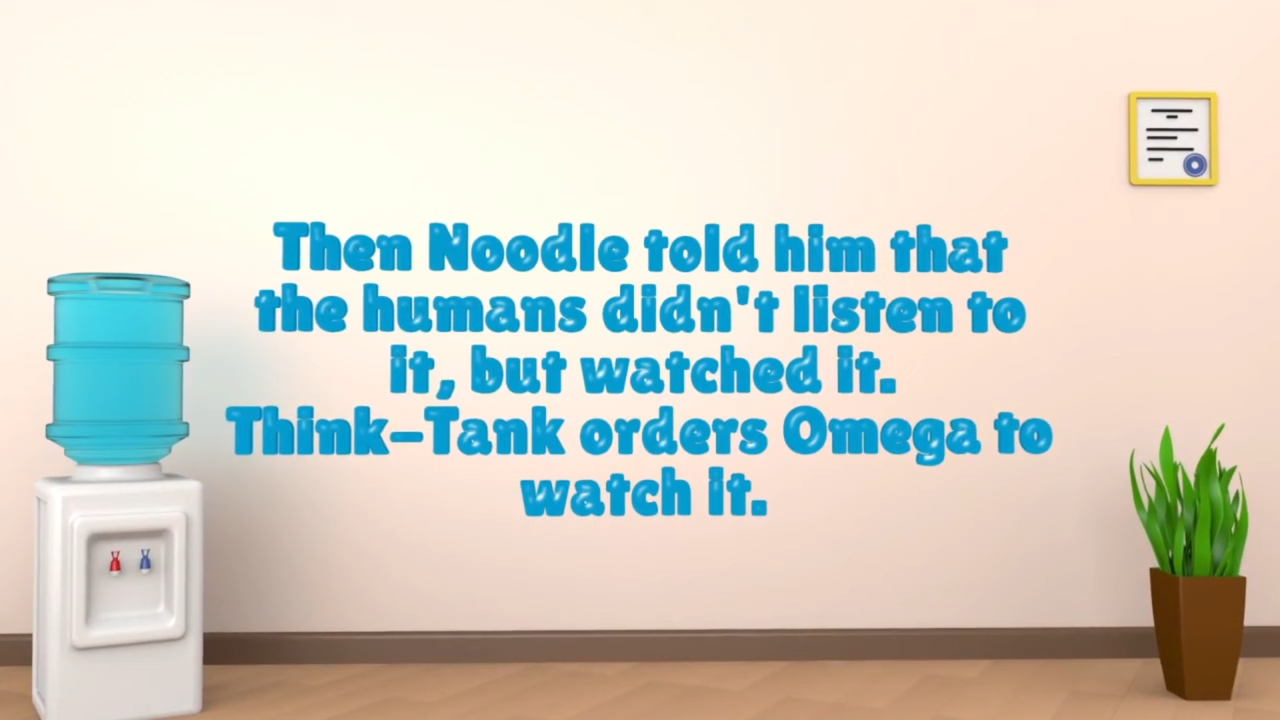 Then Noodle told him that
the humans didn't listen to
it, but watched it.
Think-Tank orders Omega to
watch it.